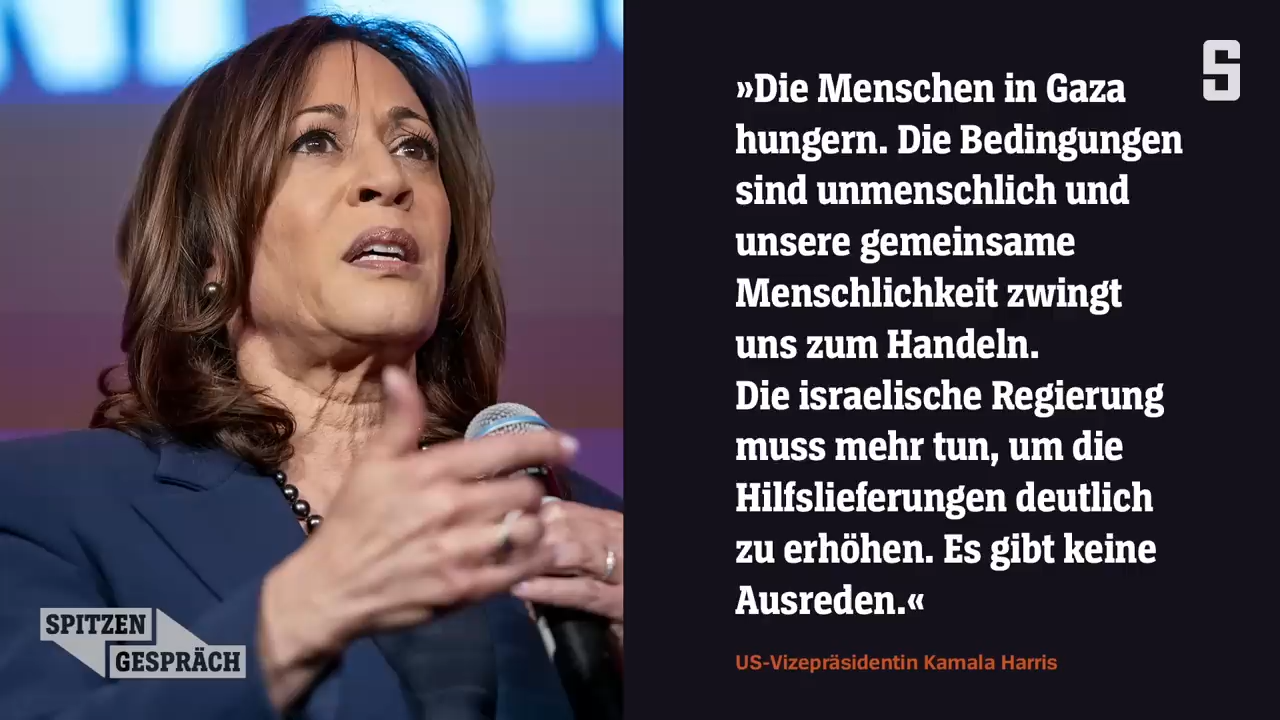 »Die Menschen in Gaza
hungern. Die Bedingungen
sind unmenschlich und
unsere gemeinsame
Menschlichkeit zwingt
uns zum Handeln.
Die israelische Regierung
muss mehr tun, um die
Hilfslieferungen deutlich
zu erhöhen. Es gibt keine
Ausreden.«
US-Vizepräsidentin Kamala Harris
SPITZEN
GESPRÄCH
S